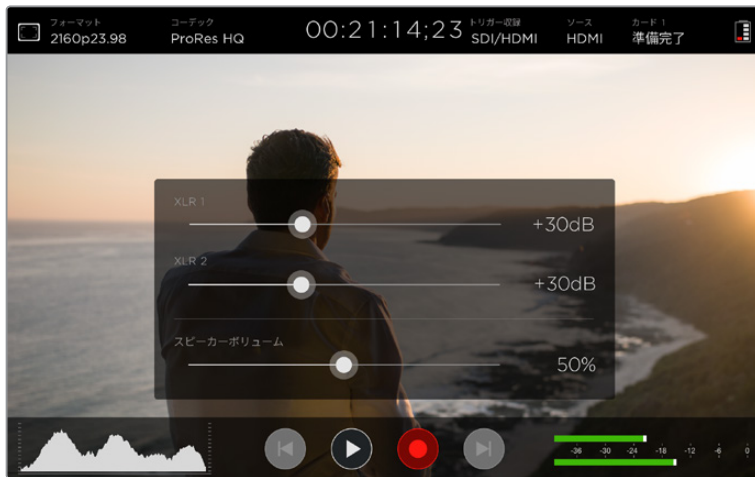 フォーマット
2160p23.98
コーデック
ProRes HQ
00:21:14;23
トリガー収録
SDI/HDMI
ソース
HDMI
カード 1
準備完了
XLR 1
+30dB
XLR 2
+30dB
スピーカーボリューム
50%
-36 -30 -24 -18 -12 -6 0